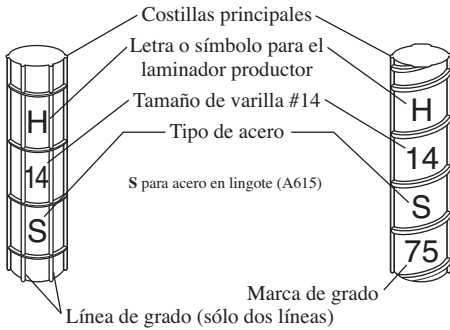 Costillas principales
Letra o símbolo para el
laminador productor
Tamaño de varilla #14
Tipo de acero
S para acero en lingote (A615)
H
14
S
H
14
S
75
Marca de grado
Línea de grado (sólo dos líneas)